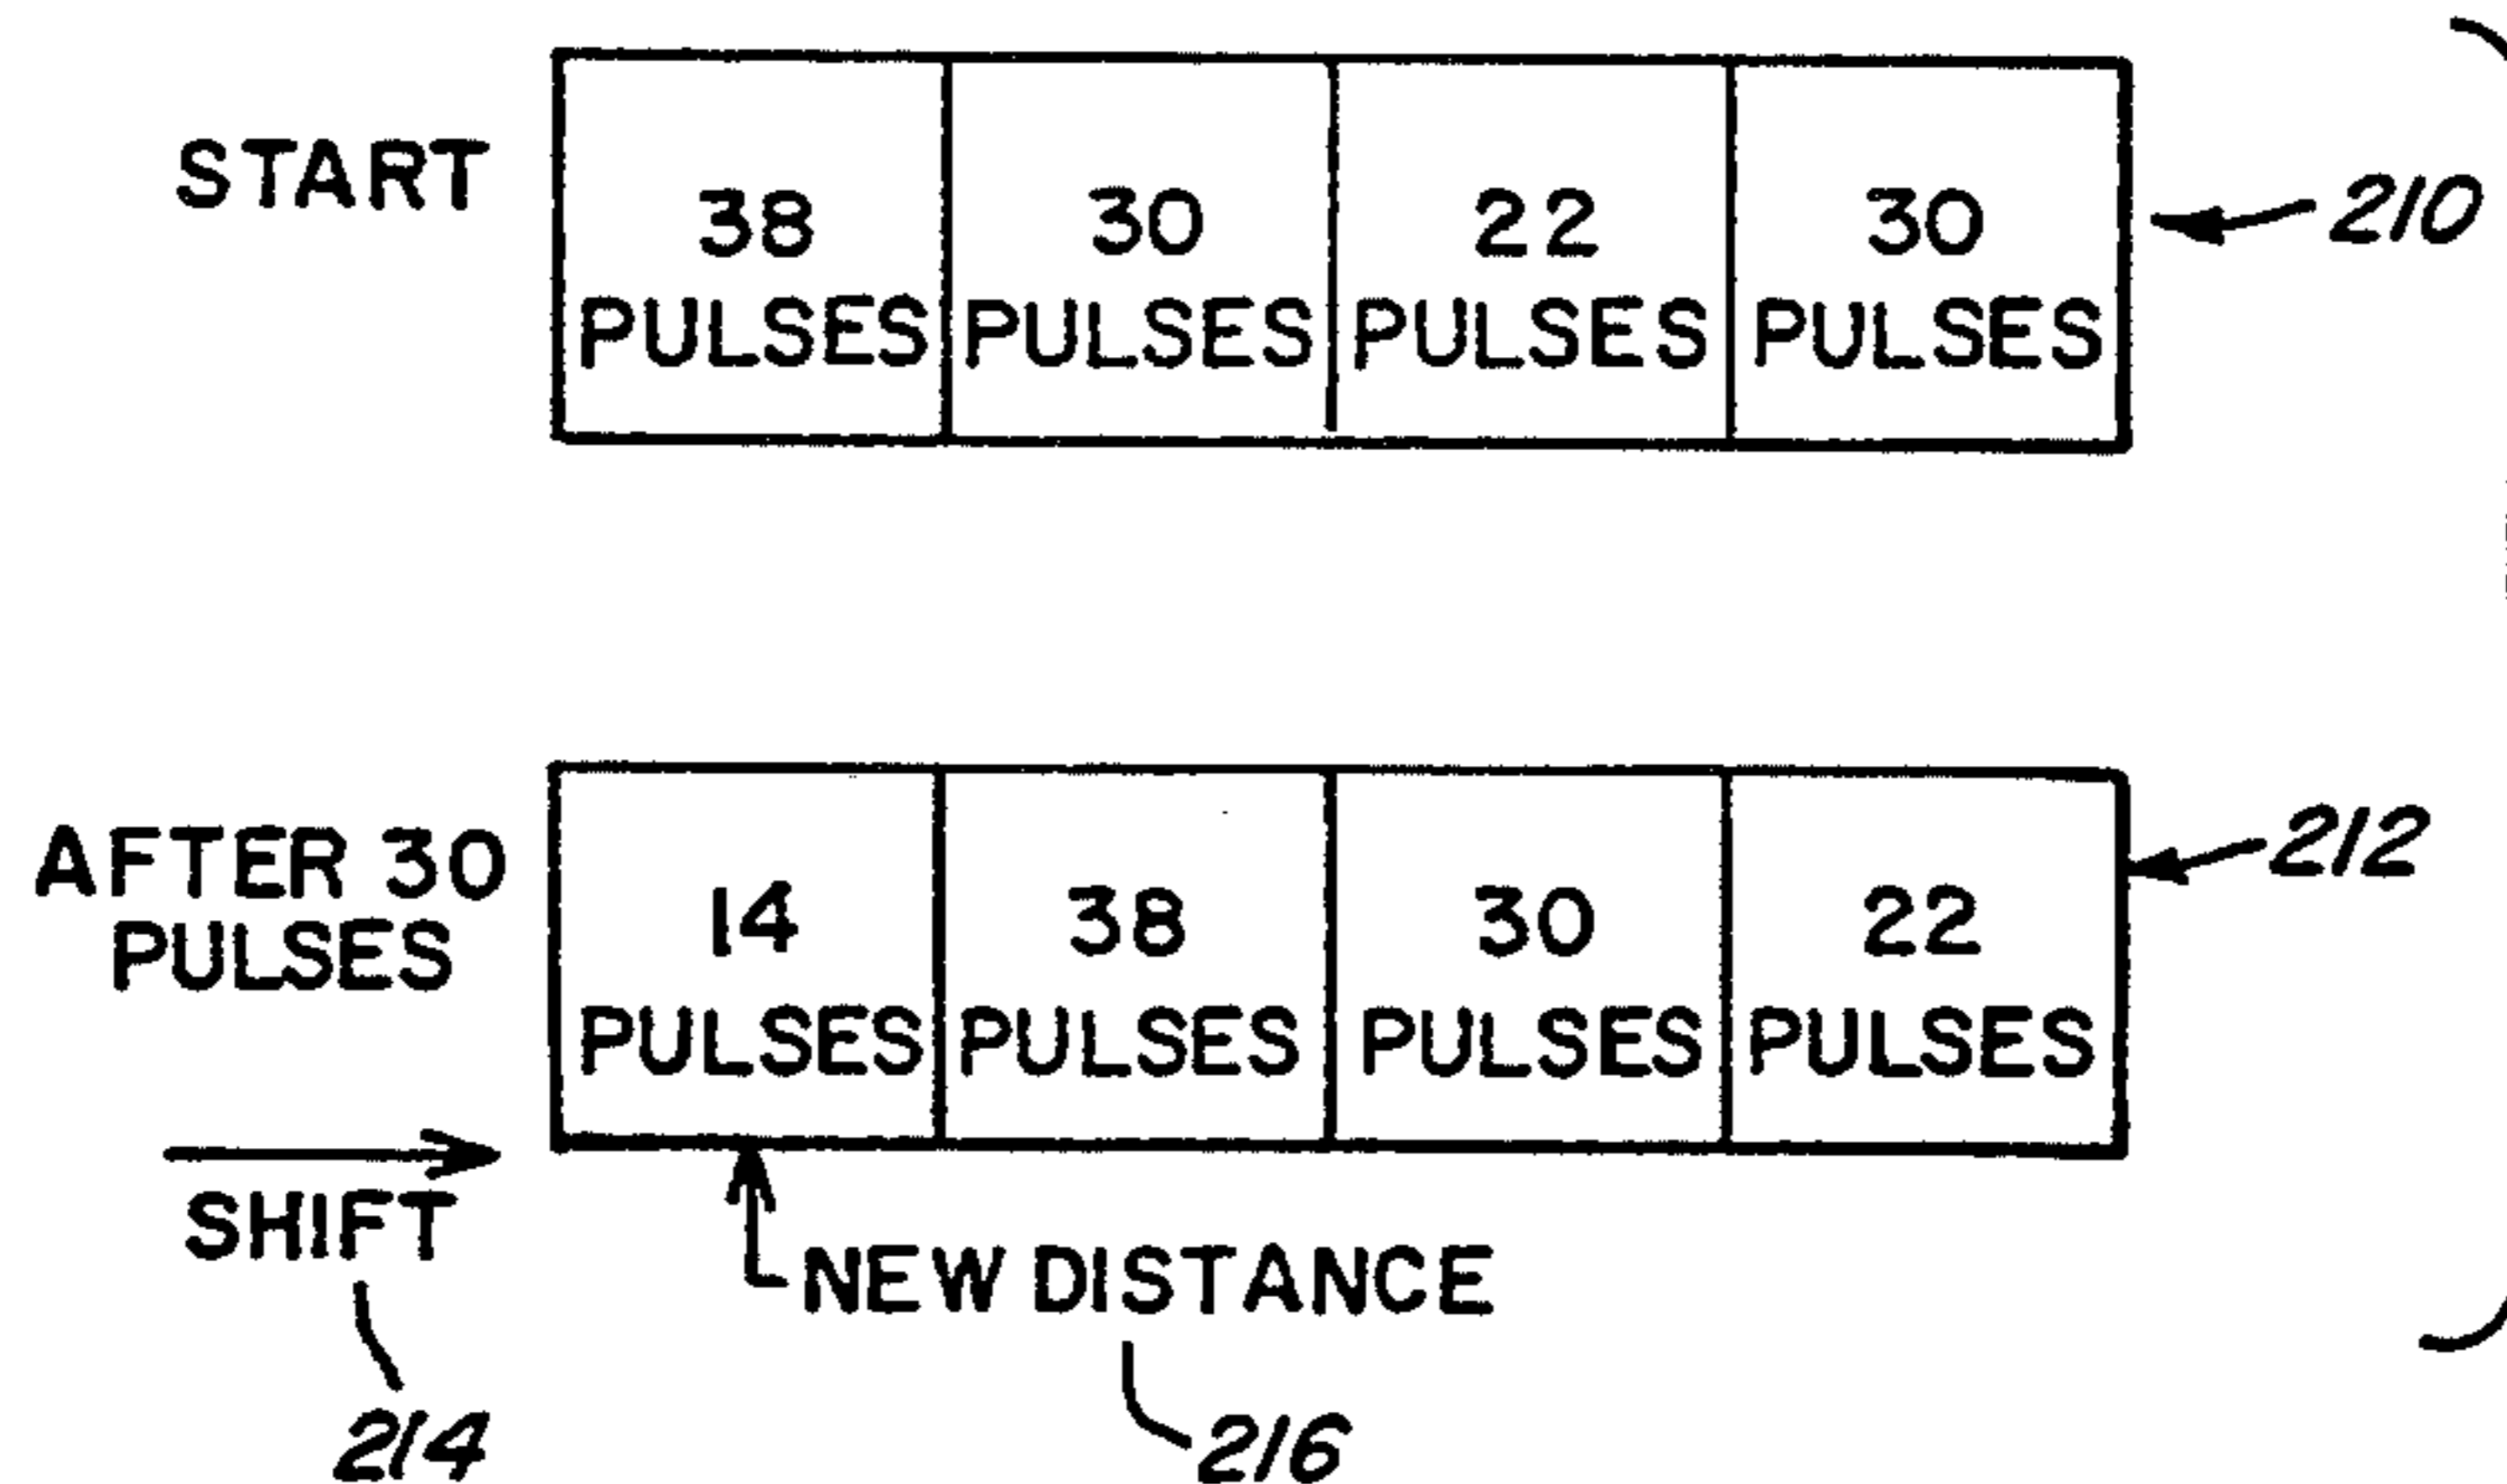 START
38 30 22 30
PULSES PULSES PULSES PULSES
210
AFTER 30
PULSES
14 38 30 22
PULSES PULSES PULSES PULSES
212
SHIFT
NEW DISTANCE
214
216